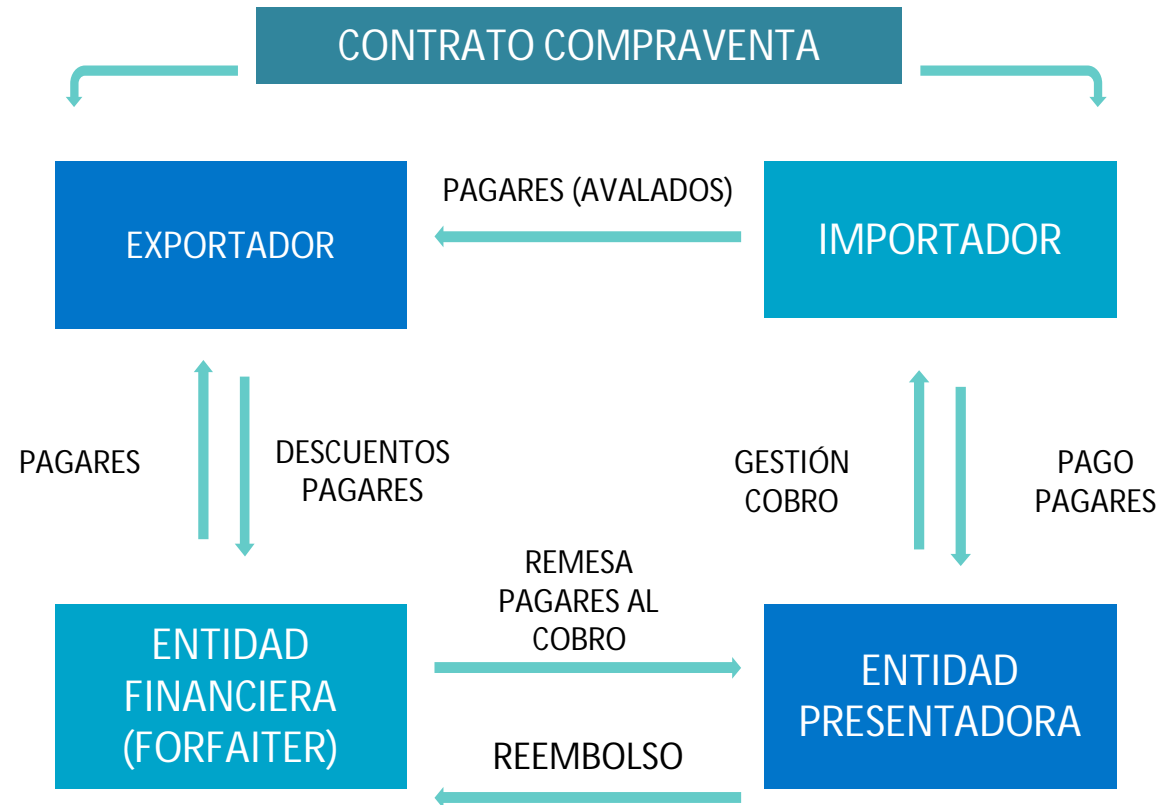 CONTRATO COMPRAVENTA
PAGARES (AVALADOS)
EXPORTADOR
IMPORTADOR
PAGARES
DESCUENTOS
PAGARES
GESTIÓN
COBRO
PAGO
PAGARES
REMESA
PAGARES AL
COBRO
ENTIDAD
FINANCIERA
(FORFAITER)
ENTIDAD
PRESENTADORA
REEMBOLSO